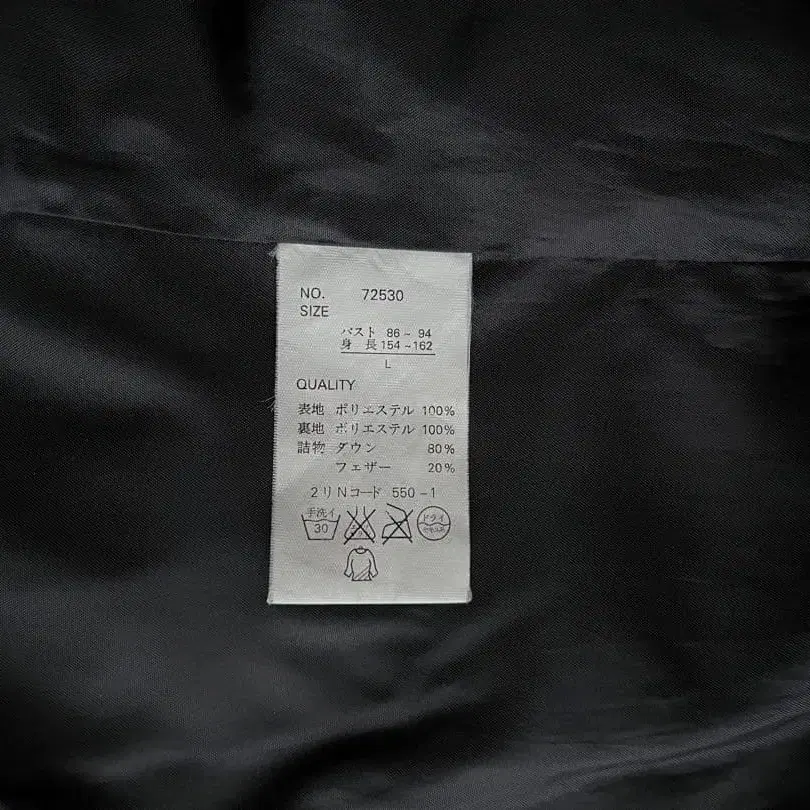 NO. 72530
SIZE
バスト 86～94
身 長 154～162
L
QUALITY
表地 ポリエステル 100%
裏地 ポリエステル 100%
詰物 ダウン 80%
フェザー 20%
2リNコード 550-1
手洗イ
30
ドライ